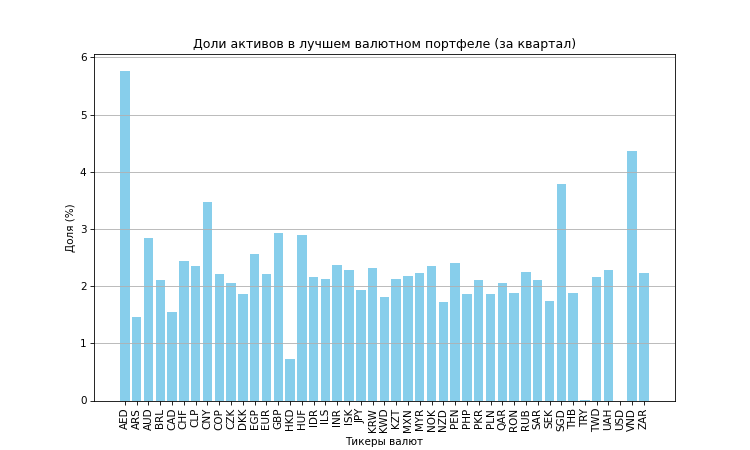 Доли активов в лучшем валютном портфеле (за квартал)
6
5
4
3
2
1
0
Доля (%)
AED
ARS
AUD
BRL
CAD
CHF
CLP
CNY
COP
CZK
DKK
EGP
EUR
GBP
HKD
HUF
IDR
ILS
INR
ISK
JPY
KRW
KWD
KZT
MXN
MYR
NOK
NZD
PEN
PHP
PKR
PLN
QAR
RON
RUB
SAR
SEK
SGD
THB
TRY
TWD
UAH
USD
VND
ZAR
Тикеры валют